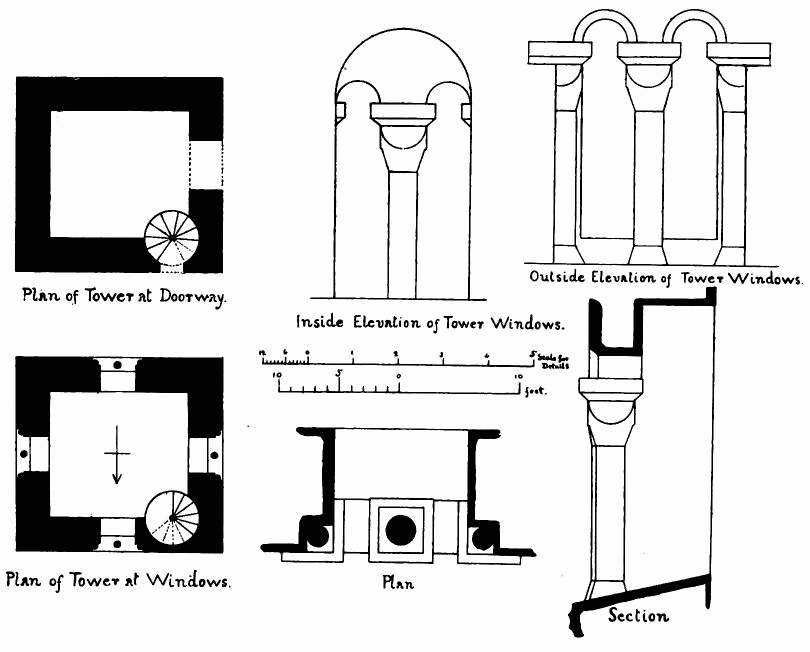 Plan of Tower at Doorway.
Inside Elevation of Tower Windows.
Outside Elevation of Tower Windows.
12 6 0 1 2 3 4 5 Scale for
Details
10 5 0 10 feet.
Plan of Tower at Windows.
Plan
Section